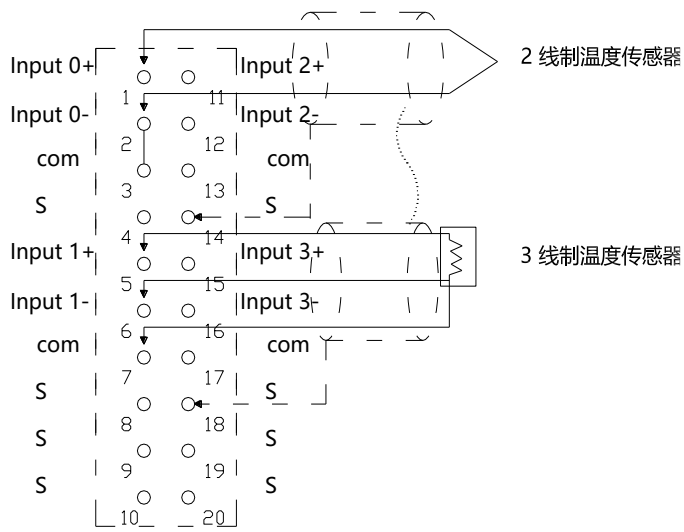 2 线制温度传感器
Input 0+ Input 2+
1 11
Input 0- Input 2-
2 12
com com
3 13
S S
4 14
Input 1+ Input 3+
3 线制温度传感器
5 15
Input 1- Input 3-
6 16
com com
7 17
S S
8 18
S S
9 19
S S
10 20